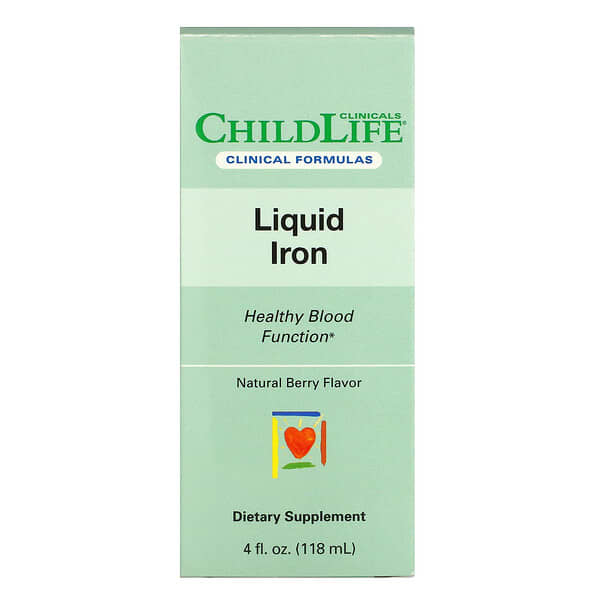 CLINICALS
CHILDLIFE®
CLINICAL FORMULAS
Liquid
Iron
Healthy Blood
Function*
Natural Berry Flavor
Dietary Supplement
4 fl. oz. (118 mL)